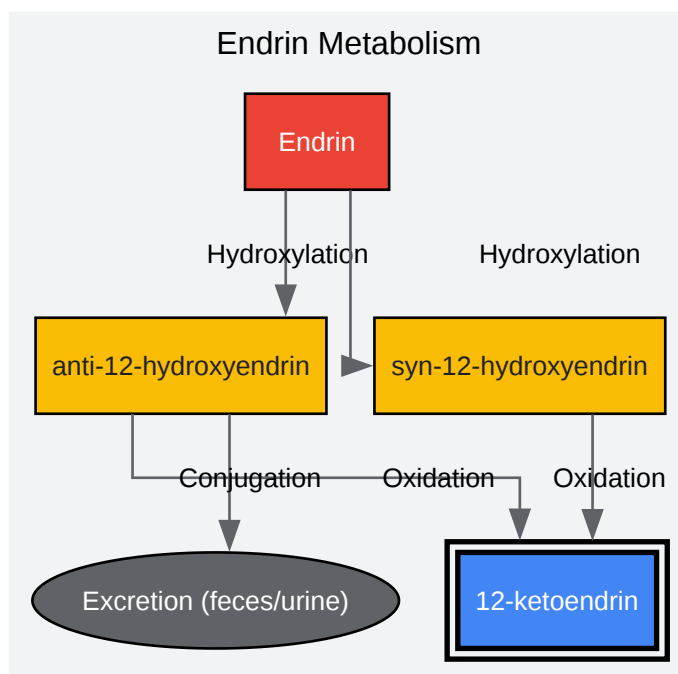 Endrin Metabolism
Endrin
Hydroxylation
Hydroxylation
anti-12-hydroxyendrin
syn-12-hydroxyendrin
Conjugation
Oxidation
Oxidation
Excretion (feces/urine)
12-ketoendrin